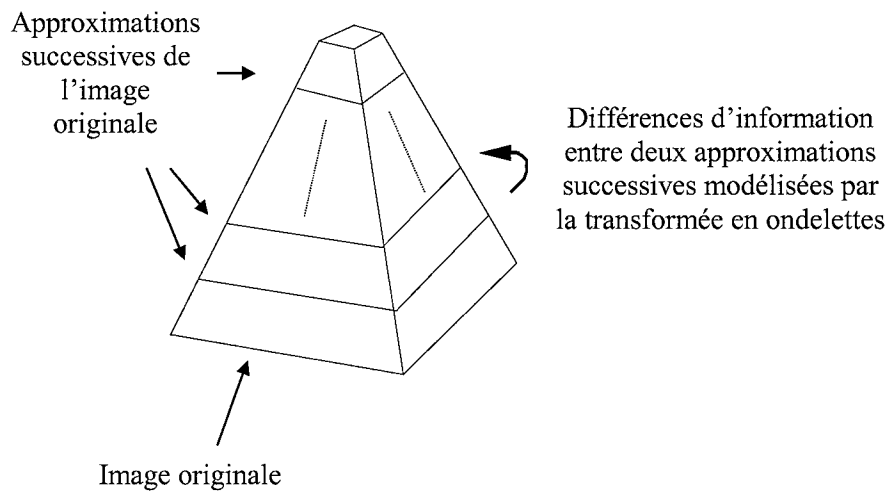 Approximations
successives de
l'image
originale
Différences d'information
entre deux approximations
successives modélisées par
la transformée en ondelettes
Image originale